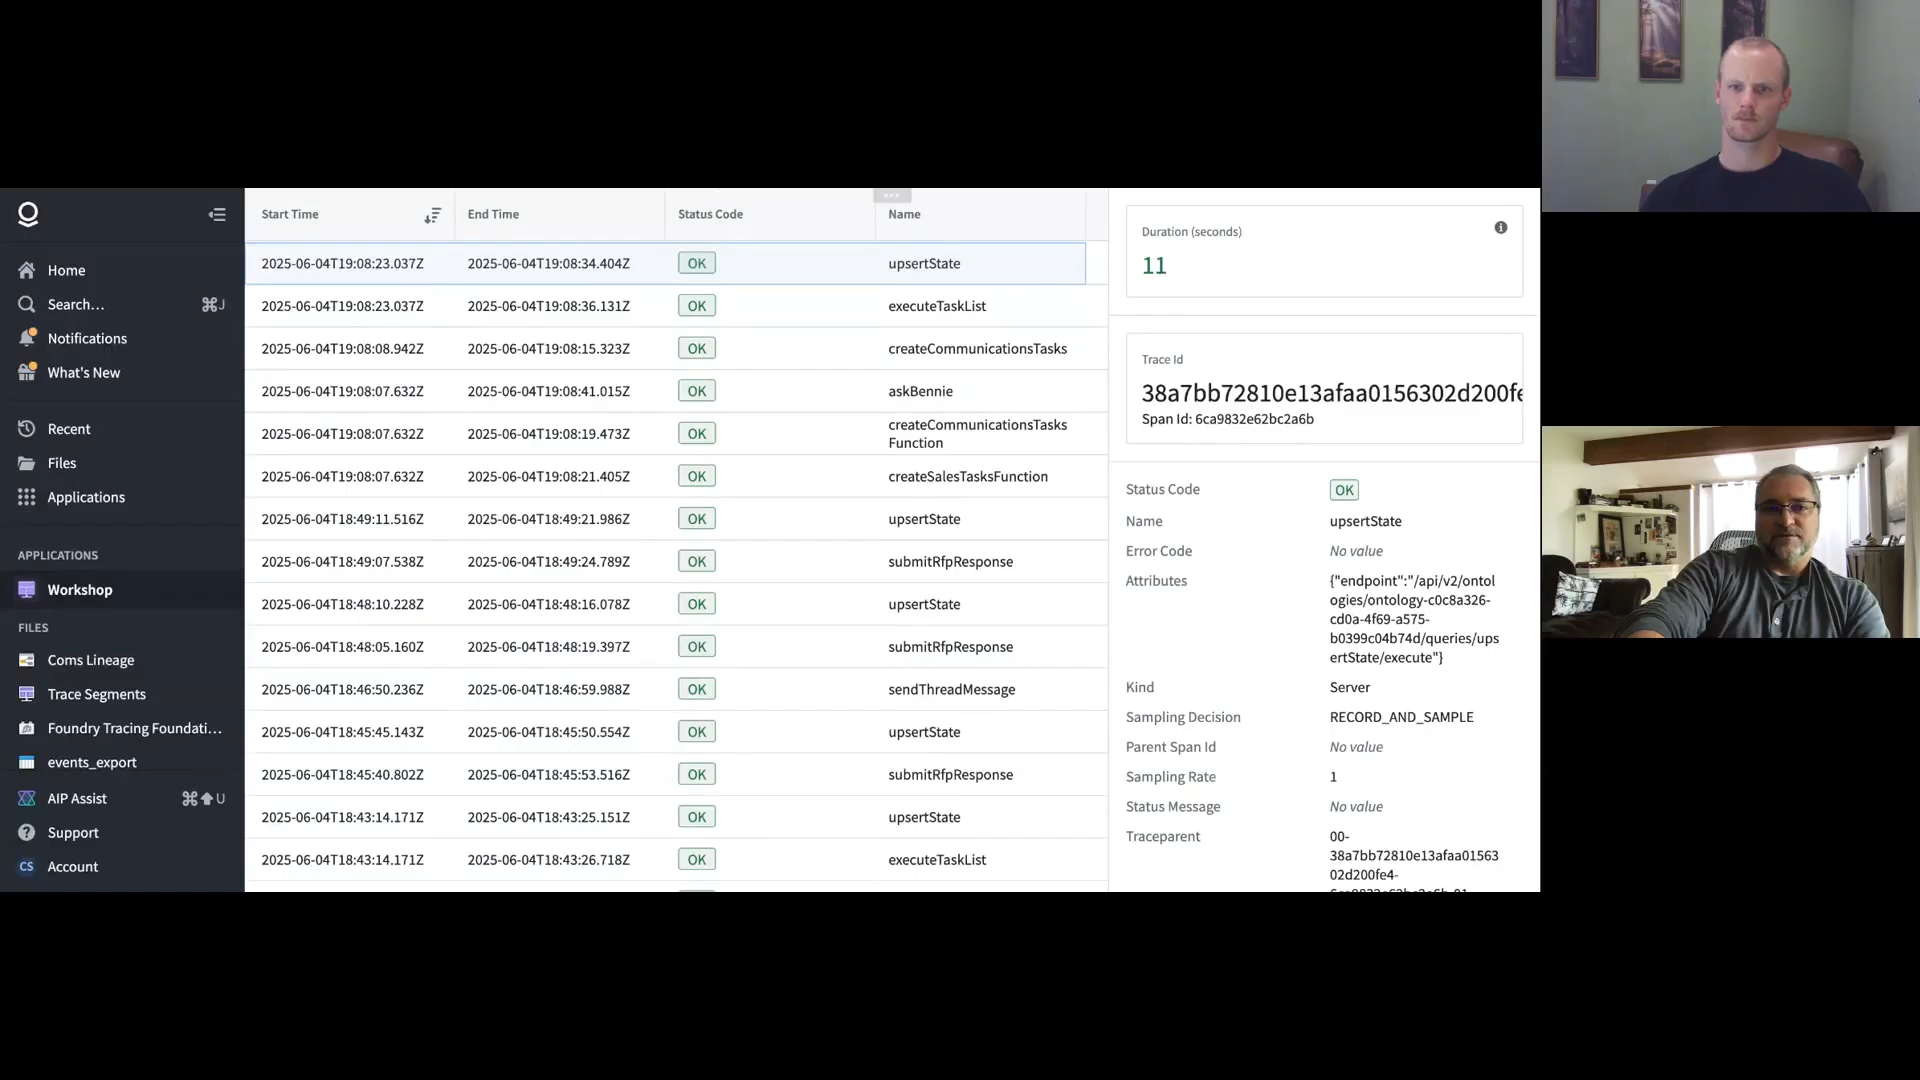 Home
Search…
⌘J
Notifications
What's New
Recent
Files
Applications
APPLICATIONS
Workshop
FILES
Coms Lineage
Trace Segments
Foundry Tracing Foundati…
events_export
AIP Assist
⌘⬆U
Support
CS Account
Start Time End Time Status Code Name
2025-06-04T19:08:23.037Z 2025-06-04T19:08:34.404Z OK upsertState
2025-06-04T19:08:23.037Z 2025-06-04T19:08:36.131Z OK executeTaskList
2025-06-04T19:08:08.942Z 2025-06-04T19:08:15.323Z OK createCommunicationsTasks
2025-06-04T19:08:07.632Z 2025-06-04T19:08:41.015Z OK askBennie
2025-06-04T19:08:07.632Z 2025-06-04T19:08:19.473Z OK createCommunicationsTasks
Function
2025-06-04T19:08:07.632Z 2025-06-04T19:08:21.405Z OK createSalesTasksFunction
2025-06-04T18:49:11.516Z 2025-06-04T18:49:21.986Z OK upsertState
2025-06-04T18:49:07.538Z 2025-06-04T18:49:24.789Z OK submitRfpResponse
2025-06-04T18:48:10.228Z 2025-06-04T18:48:16.078Z OK upsertState
2025-06-04T18:48:05.160Z 2025-06-04T18:48:19.397Z OK submitRfpResponse
2025-06-04T18:46:50.236Z 2025-06-04T18:46:59.988Z OK sendThreadMessage
2025-06-04T18:45:45.143Z 2025-06-04T18:45:50.554Z OK upsertState
2025-06-04T18:45:40.802Z 2025-06-04T18:45:53.516Z OK submitRfpResponse
2025-06-04T18:43:14.171Z 2025-06-04T18:43:25.151Z OK upsertState
2025-06-04T18:43:14.171Z 2025-06-04T18:43:26.718Z OK executeTaskList
Duration (seconds)
11
Trace Id
38a7bb72810e13afaa0156302d200fe
Span Id: 6ca9832e62bc2a6b
Status Code OK
Name upsertState
Error Code No value
Attributes {"endpoint":"/api/v2/ontol
ogies/ontology-c0c8a326-
cd0a-4f69-a575-
b0399c04b74d/queries/ups
ertState/execute"}
Kind Server
Sampling Decision RECORD_AND_SAMPLE
Parent Span Id No value
Sampling Rate 1
Status Message No value
Traceparent 00-
38a7bb72810e13afaa01563
02d200fe4-